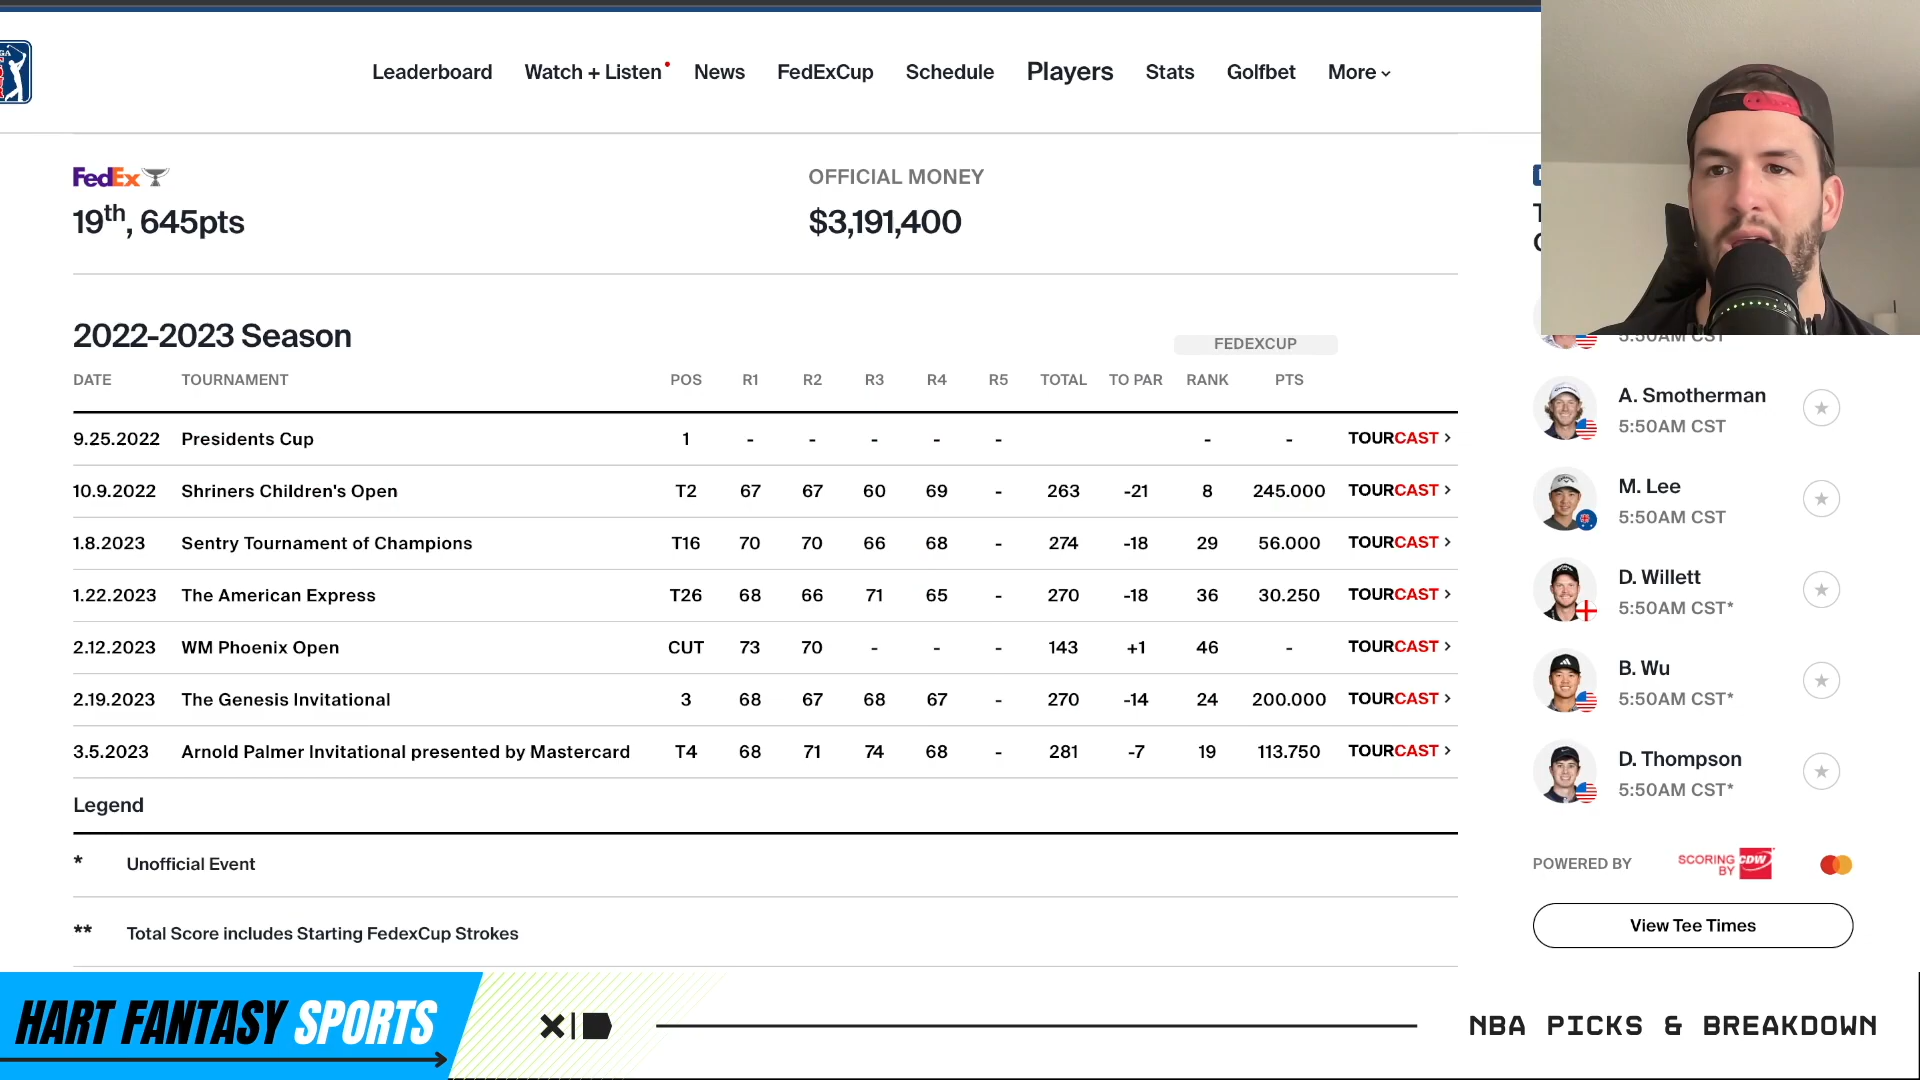 GA
Leaderboard Watch + Listen News FedExCup Schedule Players Stats Golfbet More
FedEx
19th, 645pts
OFFICIAL MONEY
$3,191,400
2022-2023 Season
FEDEXCUP
DATE TOURNAMENT POS R1 R2 R3 R4 R5 TOTAL TO PAR RANK PTS
9.25.2022 Presidents Cup 1 - - - - - - - TOURCAST >
10.9.2022 Shriners Children's Open T2 67 67 60 69 - 263 -21 8 245.000 TOURCAST >
1.8.2023 Sentry Tournament of Champions T16 70 70 66 68 - 274 -18 29 56.000 TOURCAST >
1.22.2023 The American Express T26 68 66 71 65 - 270 -18 36 30.250 TOURCAST >
2.12.2023 WM Phoenix Open CUT 73 70 - - - 143 +1 46 - TOURCAST >
2.19.2023 The Genesis Invitational 3 68 67 68 67 - 270 -14 24 200.000 TOURCAST >
3.5.2023 Arnold Palmer Invitational presented by Mastercard T4 68 71 74 68 - 281 -7 19 113.750 TOURCAST >
Legend
* Unofficial Event
** Total Score includes Starting FedexCup Strokes
5:50AM CST
A. Smotherman
5:50AM CST
M. Lee
5:50AM CST
D. Willett
5:50AM CST*
B. Wu
5:50AM CST*
D. Thompson
5:50AM CST*
POWERED BY
SCORING
BY
CDW
View Tee Times
HART FANTASY SPORTS
NBA PICKS & BREAKDOWN